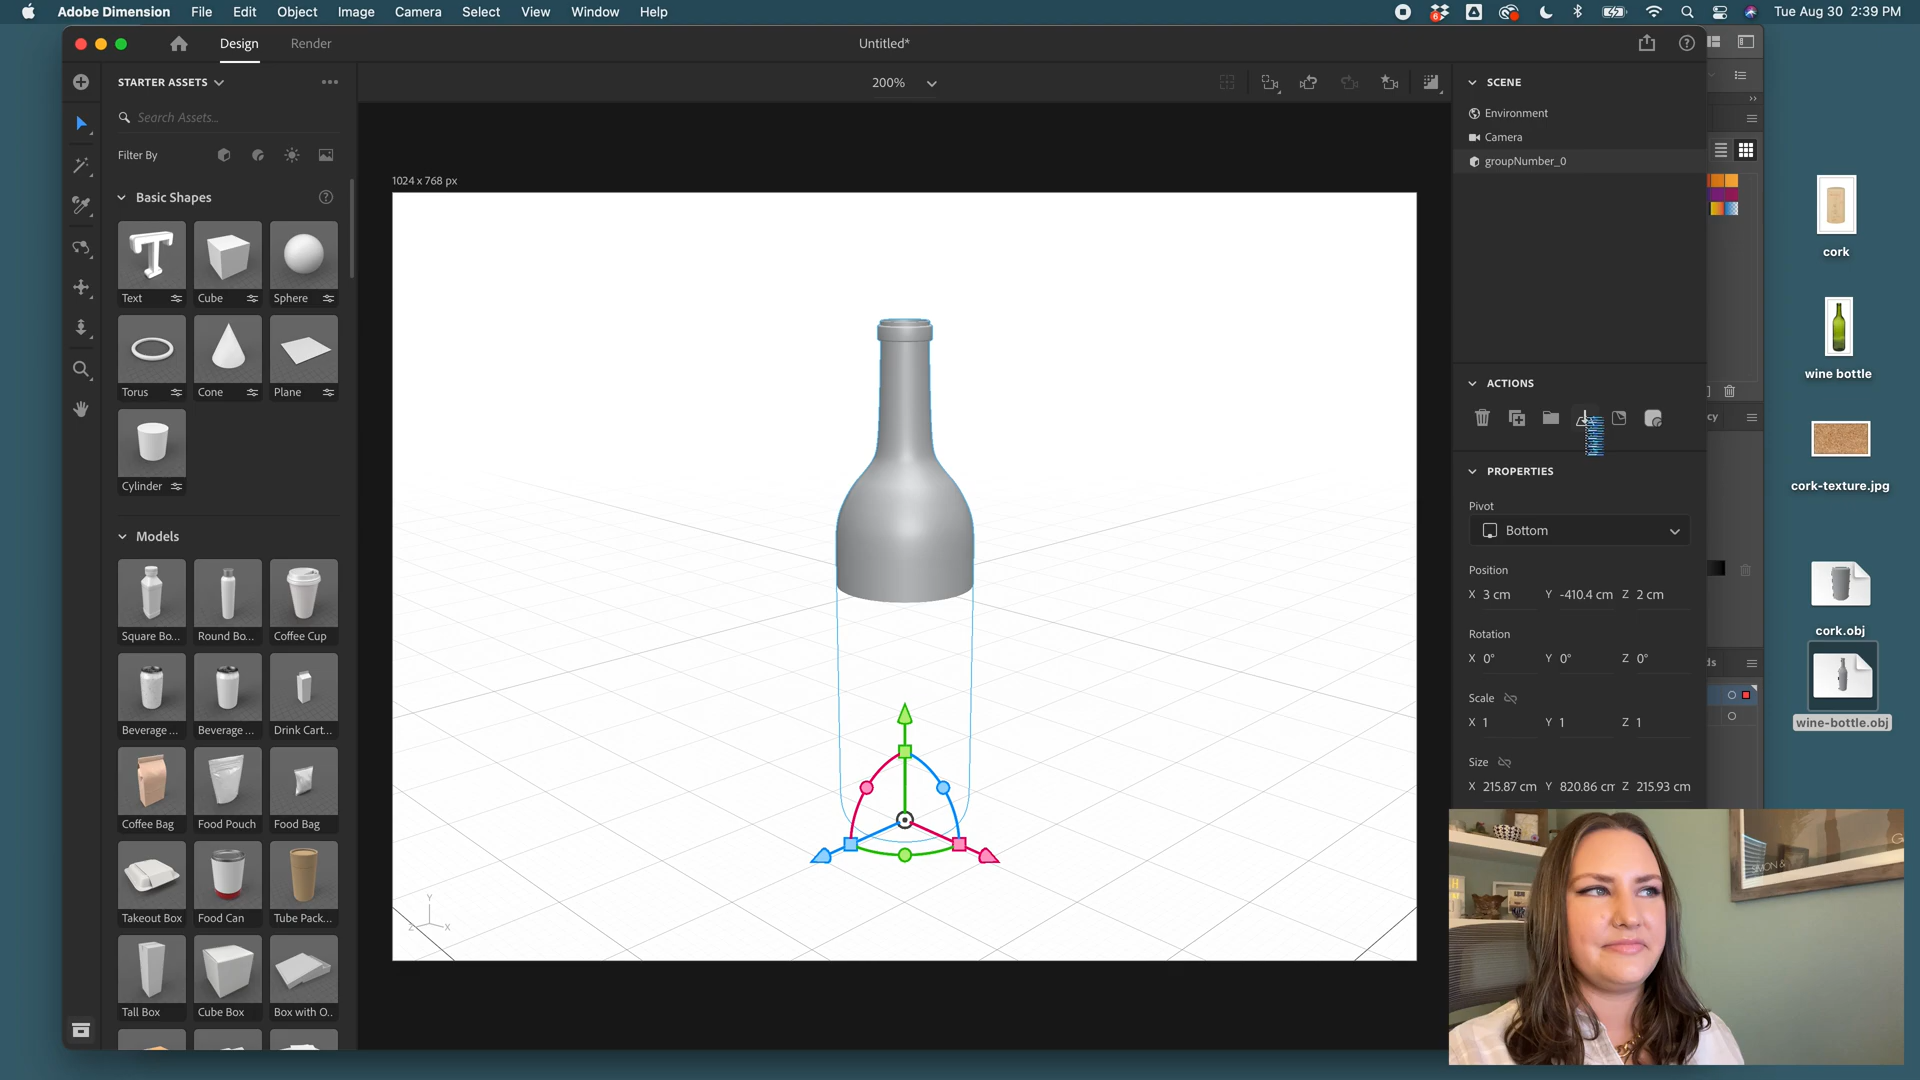 Adobe Dimension File Edit Object Image Camera Select View Window Help
6
Tue Aug 30 2:39 PM
Design Render
Untitled*
STARTER ASSETS
200%
SCENE
Search Assets...
Environment
Camera
Filter By
groupNumber_0
1024 x 768 px
Basic Shapes
cork
Text Cube Sphere
wine bottle
ACTIONS
Torus Cone Plane
cy
PROPERTIES
Cylinder
cork-texture.jpg
Pivot
Bottom
Models
Position
X 3 cm Y -410.4 cm Z 2 cm
Square Bo... Round Bo... Coffee Cup
Rotation
cork.obj
X 0° Y 0° Z 0°
ds
Scale
X 1 Y 1 Z 1
wine-bottle.obj
Beverage ... Beverage ... Drink Cart...
Size
X 215.87 cm Y 820.86 cm Z 215.93 cm
Coffee Bag Food Pouch Food Bag
SIMON &
Takeout Box Food Can Tube Pack...
Y
Z X
Tall Box Cube Box Box with O..